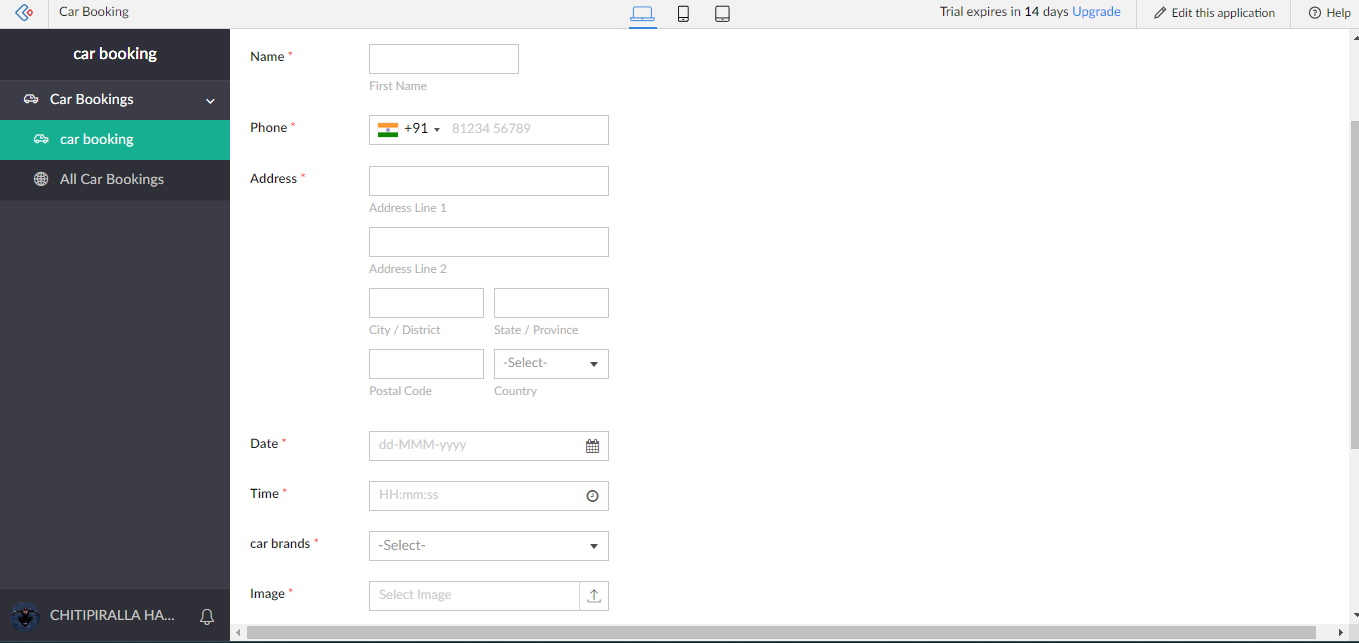 Car Booking
Trial expires in 14 days Upgrade
Edit this application
Help
car booking
Car Bookings
car booking
All Car Bookings
CHITIPIRALLA HA...
Name *
First Name
Phone *
+91 81234 56789
Address *
Address Line 1
Address Line 2
City / District State / Province
-Select-
Postal Code Country
Date *
dd-MMM-yyyy
Time *
HH:mm:ss
car brands *
-Select-
Image *
Select Image